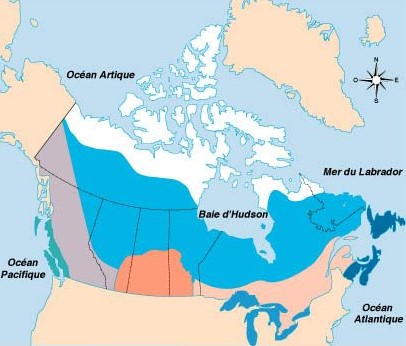 Océan Artique
N
O
E
S
Mer du Labrador
Baie d'Hudson
Océan
Pacifique
Océan
Atlantique